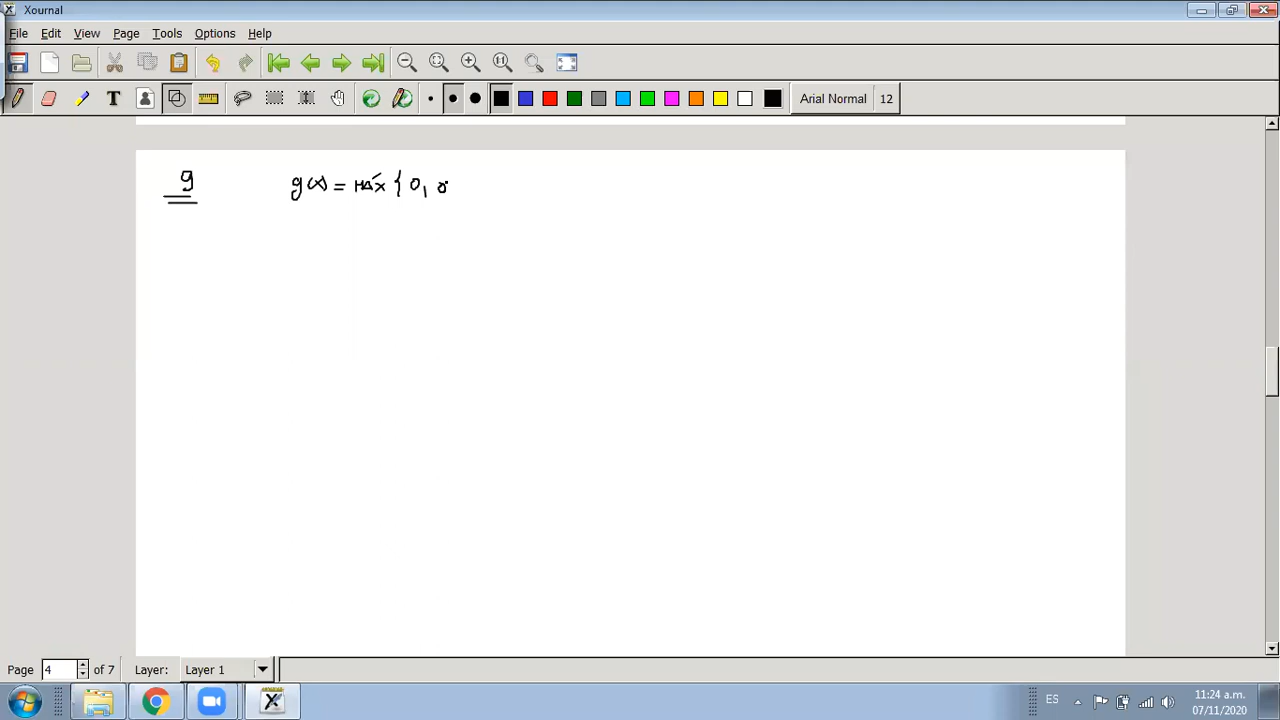 Xournal
File Edit View Page Tools Options Help
Arial Normal 12
9 g(x) = máx { 0, 
Page 4 of 7 Layer: Layer 1
ES 11:24 a.m.
07/11/2020